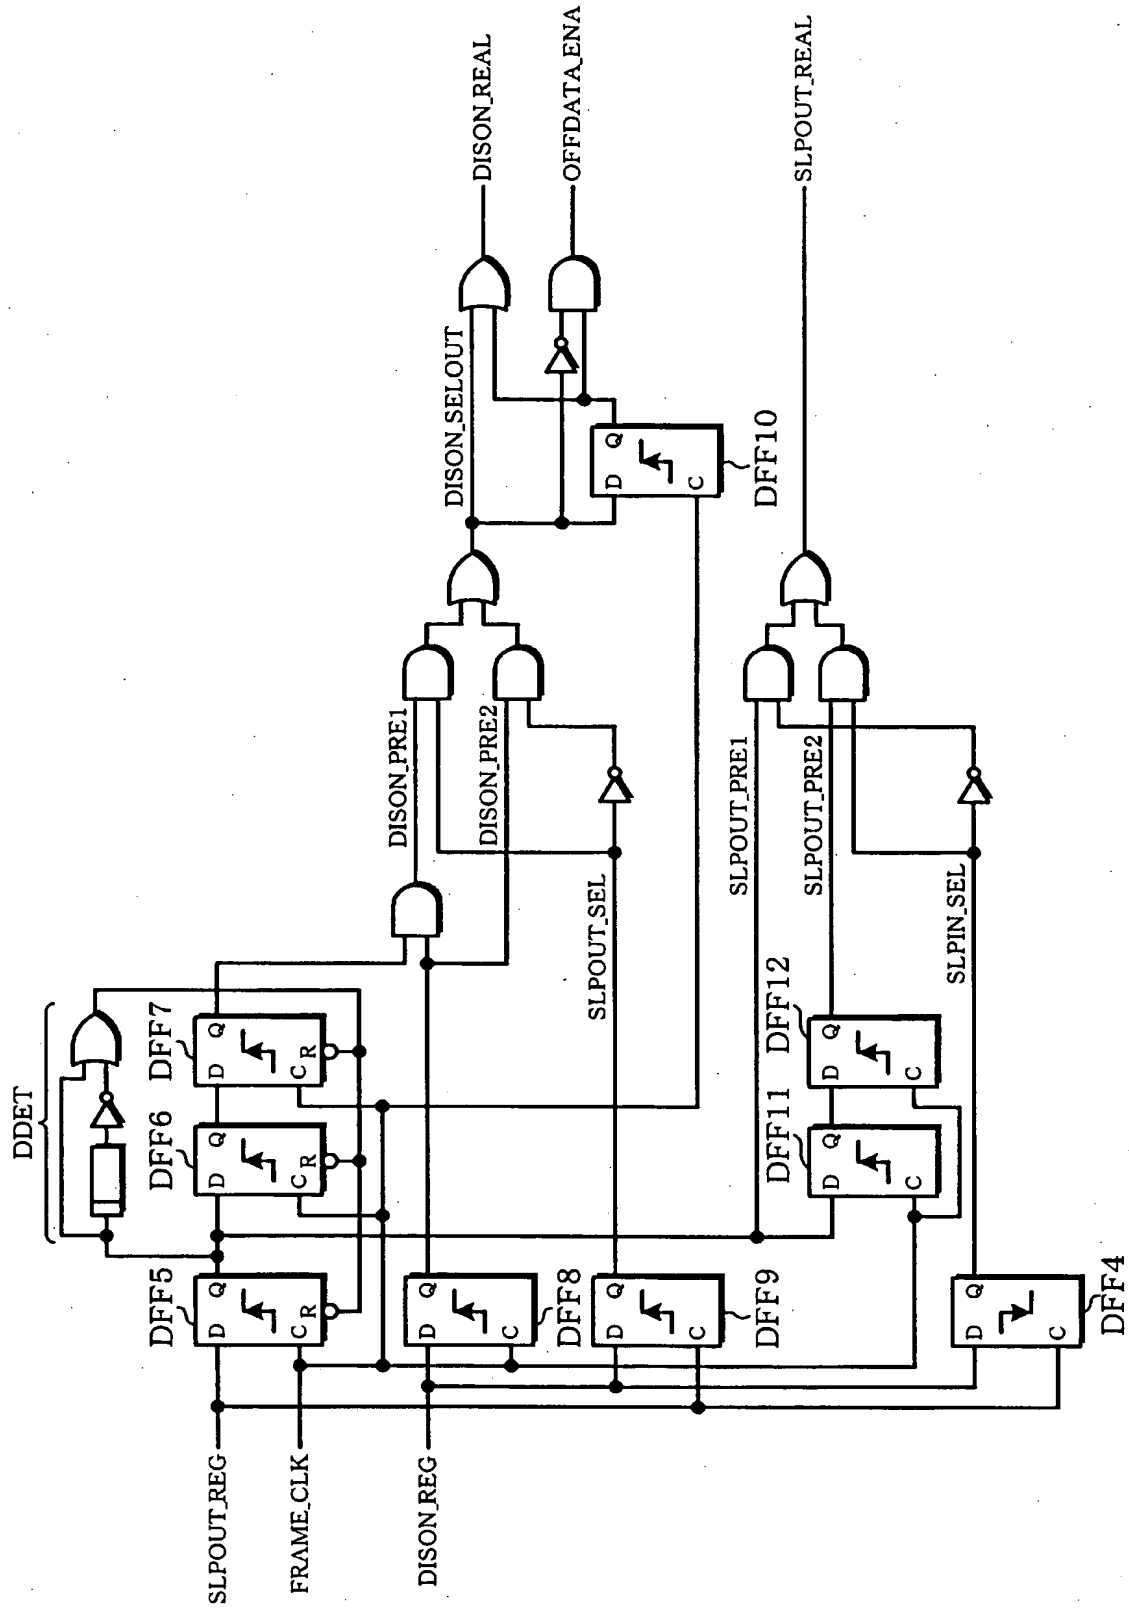 DDET
DFF5
D
Q
C
R
DFF6
D
Q
C
R
DFF7
D
Q
C
R
SLPOUT_REG
FRAME_CLK
DISON_REG
DFF8
D
Q
C
DFF9
D
Q
C
DFF4
D
Q
C
DFF11
D
Q
C
DFF12
D
Q
C
DFF10
D
Q
C
DISON_PRE1
DISON_PRE2
SLPOUT_SEL
SLPOUT_PRE1
SLPOUT_PRE2
SLPIN_SEL
DISON_SELOUT
DISON_REAL
OFFDATA_ENA
SLPOUT_REAL